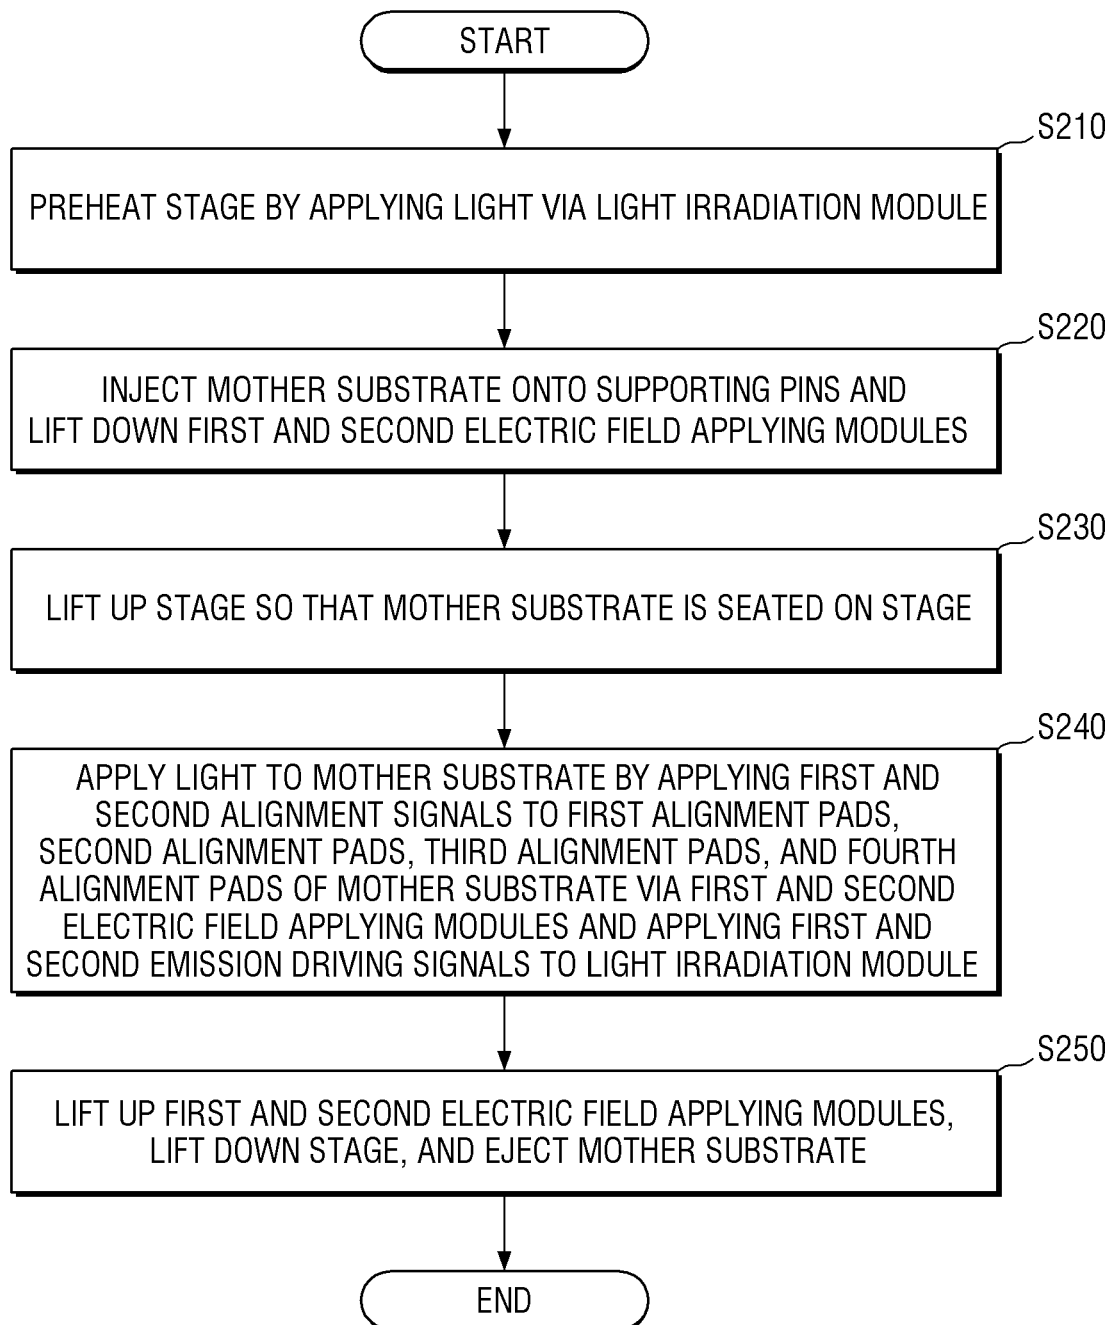 START
S210
PREHEAT STAGE BY APPLYING LIGHT VIA LIGHT IRRADIATION MODULE
S220
INJECT MOTHER SUBSTRATE ONTO SUPPORTING PINS AND
LIFT DOWN FIRST AND SECOND ELECTRIC FIELD APPLYING MODULES
S230
LIFT UP STAGE SO THAT MOTHER SUBSTRATE IS SEATED ON STAGE
S240
APPLY LIGHT TO MOTHER SUBSTRATE BY APPLYING FIRST AND
SECOND ALIGNMENT SIGNALS TO FIRST ALIGNMENT PADS,
SECOND ALIGNMENT PADS, THIRD ALIGNMENT PADS, AND FOURTH
ALIGNMENT PADS OF MOTHER SUBSTRATE VIA FIRST AND SECOND
ELECTRIC FIELD APPLYING MODULES AND APPLYING FIRST AND
SECOND EMISSION DRIVING SIGNALS TO LIGHT IRRADIATION MODULE
S250
LIFT UP FIRST AND SECOND ELECTRIC FIELD APPLYING MODULES,
LIFT DOWN STAGE, AND EJECT MOTHER SUBSTRATE
END